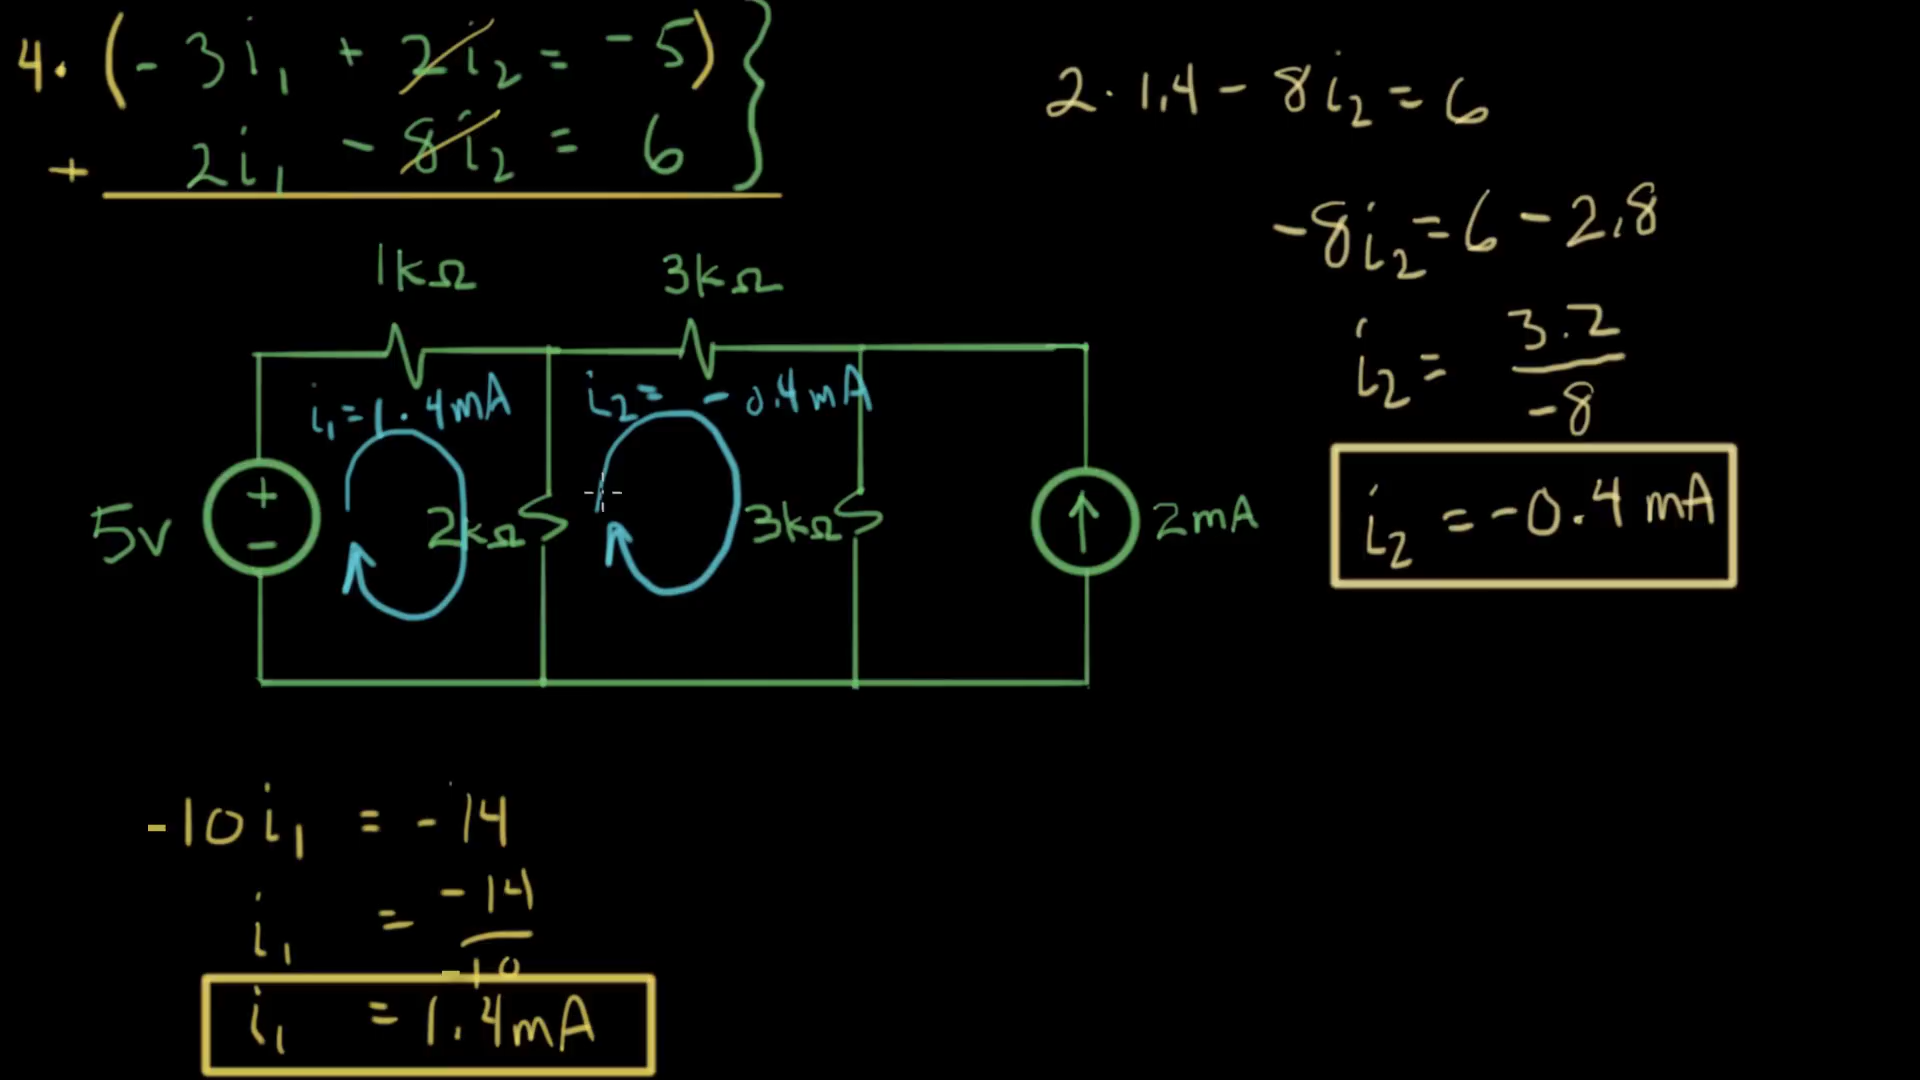 4. (-3i₁ + 2i₂ = -5)
+ 2i₁ - 8i₂ = 6
2 · 1.4 - 8i₂ = 6
-8i₂ = 6 - 2.8
i₂ = 3.2 / -8
i₂ = -0.4 mA
1kΩ
3kΩ
i₁ = 1.4mA
i₂ = -0.4mA
5v
+
-
2kΩ
3kΩ
2mA
-10i₁ = -14
i₁ = -14 / -10
i₁ = 1.4mA